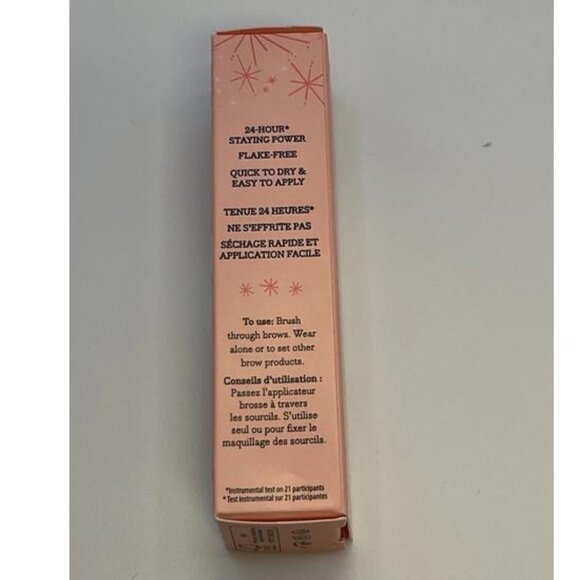 24-HOUR*
STAYING POWER
FLAKE-FREE
QUICK TO DRY &
EASY TO APPLY
TENUE 24 HEURES*
NE S'EFFRITE PAS
SÉCHAGE RAPIDE ET
APPLICATION FACILE
To use: Brush
through brows. Wear
alone or to set other
brow products.
Conseils d'utilisation :
Passez l'applicateur
brosse à travers
les sourcils. S'utilise
seul ou pour fixer le
maquillage des sourcils.
*Instrumental test on 21 participants
*Test instrumental sur 21 participantes